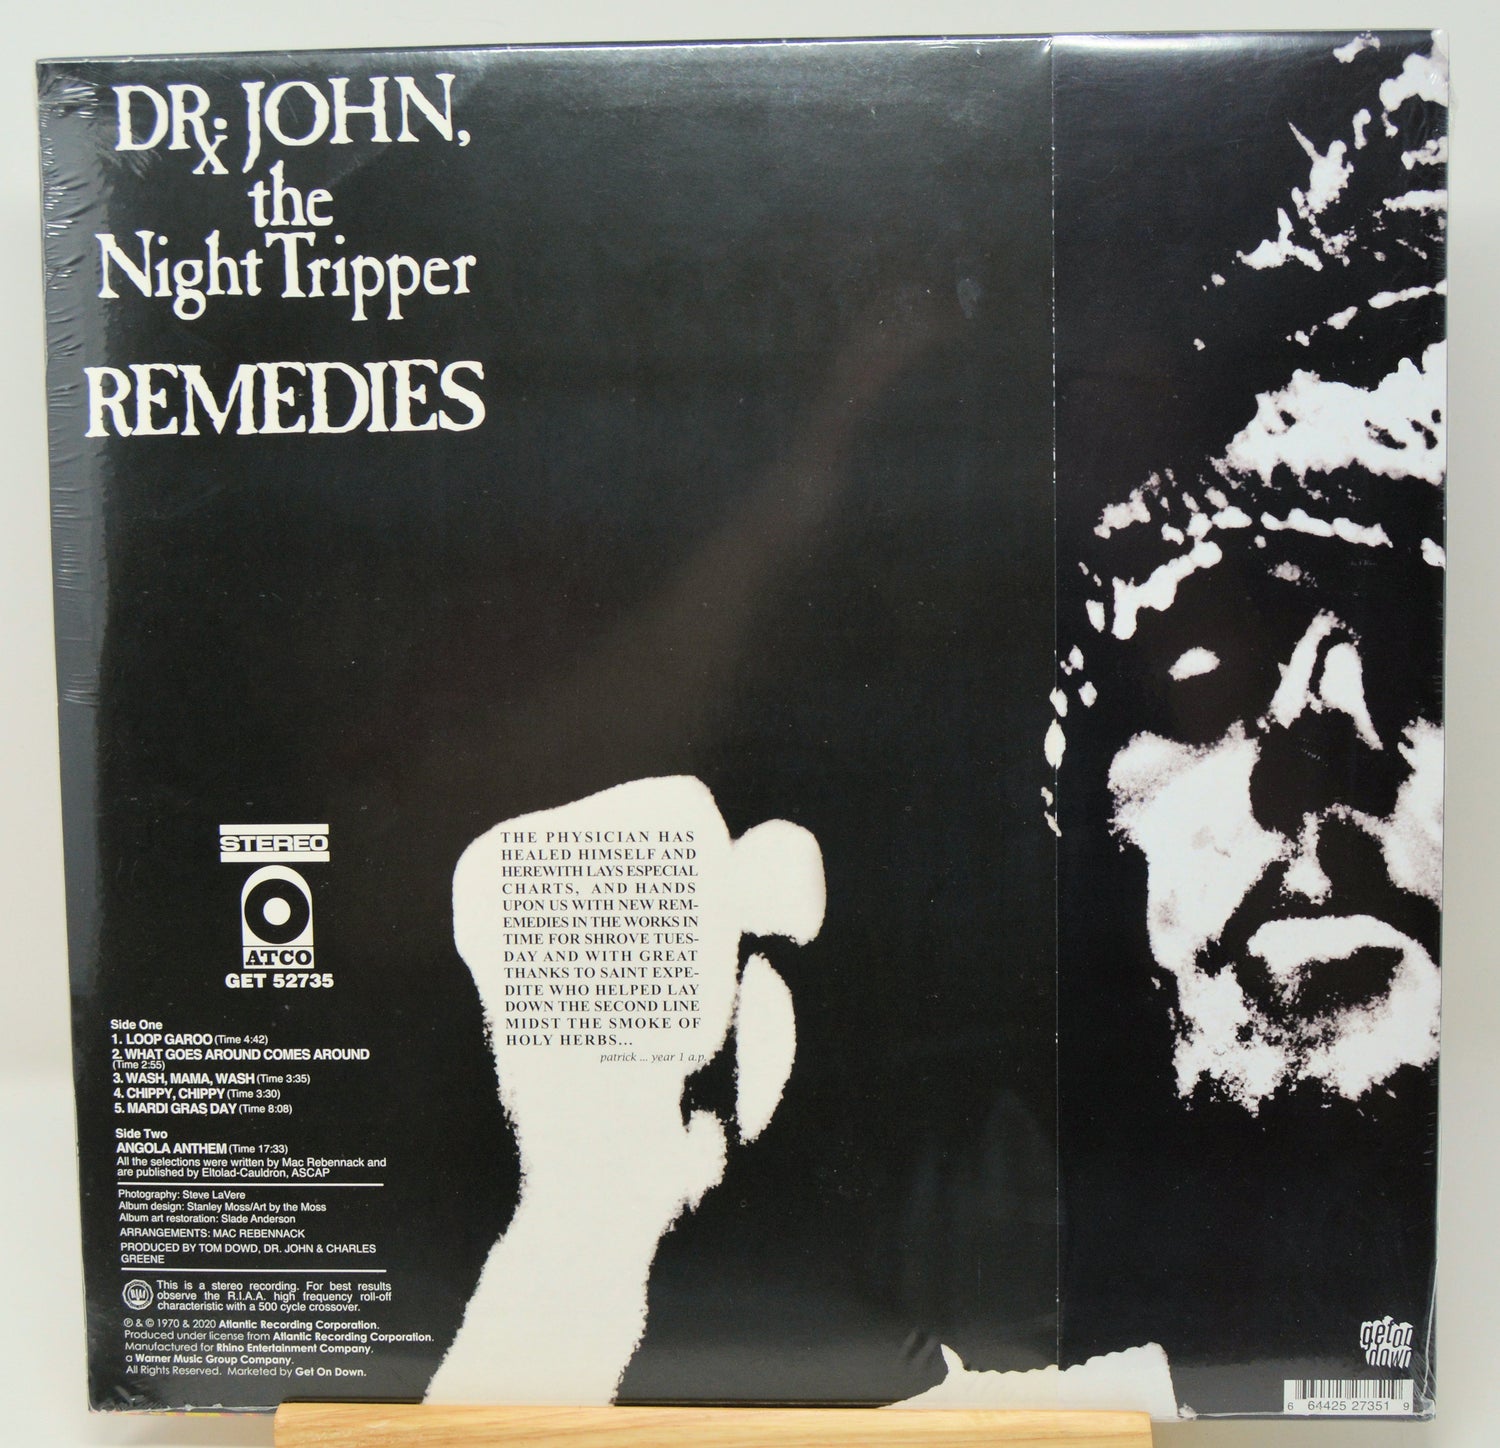 DR. JOHN,
x
the
Night Tripper
REMEDIES
STEREO
ATCO
GET 52735
Side One
1. LOOP GAROO (Time 4:42)
2. WHAT GOES AROUND COMES AROUND
(Time 2:55)
3. WASH, MAMA, WASH (Time 3:35)
4. CHIPPY, CHIPPY (Time 3:30)
5. MARDI GRAS DAY (Time 8:08)
Side Two
ANGOLA ANTHEM (Time 17:33)
All the selections were written by Mac Rebennack and
are published by Eltolad-Cauldron, ASCAP
Photography: Steve LaVere
Album design: Stanley Moss/Art by the Moss
Album art restoration: Slade Anderson
ARRANGEMENTS: MAC REBENNACK
PRODUCED BY TOM DOWD, DR. JOHN & CHARLES
GREENE
This is a stereo recording. For best results
observe the R.I.A.A. high frequency roll-off
characteristic with a 500 cycle crossover.
℗ & © 1970 & 2020 Atlantic Recording Corporation.
Produced under license from Atlantic Recording Corporation.
Manufactured for Rhino Entertainment Company,
a Warner Music Group Company.
All Rights Reserved. Marketed by Get On Down.
THE PHYSICIAN HAS
HEALED HIMSELF AND
HEREWITH LAYS ESPECIAL
CHARTS, AND HANDS
UPON US WITH NEW REM-
EMEDIES IN THE WORKS IN
TIME FOR SHROVE TUES-
DAY AND WITH GREAT
THANKS TO SAINT EXPE-
DITE WHO HELPED LAY
DOWN THE SECOND LINE
MIDST THE SMOKE OF
HOLY HERBS...
patrick ... year 1 a.p.
get on
down
6 64425 27351 9